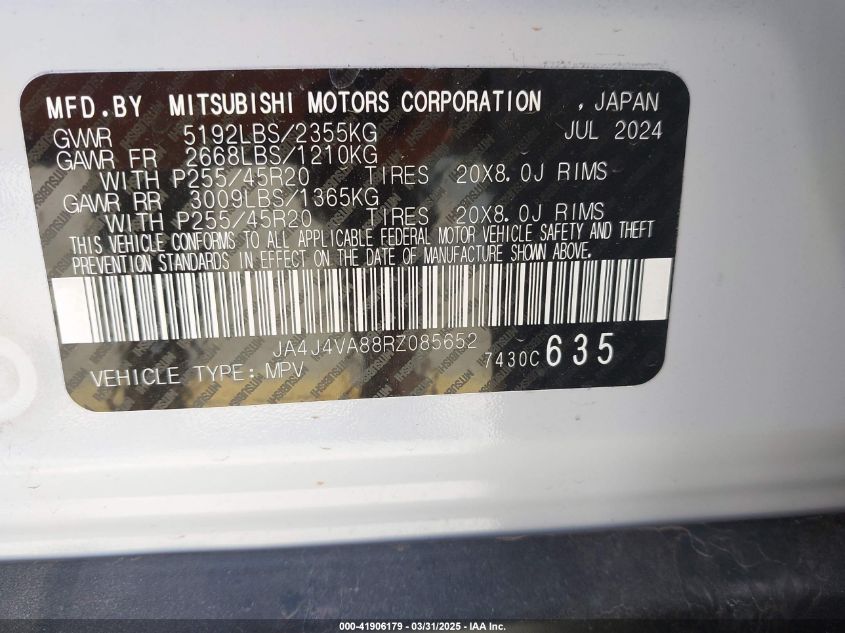 MFD.BY MITSUBISHI MOTORS CORPORATION , JAPAN
GVWR 5192LBS/2355KG JUL 2024
GAWR FR 2668LBS/1210KG
WITH P255/45R20 TIRES 20X8.0J RIMS
GAWR RR 3009LBS/1365KG
WITH P255/45R20 TIRES 20X8.0J RIMS
THIS VEHICLE CONFORMS TO ALL APPLICABLE FEDERAL MOTOR VEHICLE SAFETY AND THEFT
PREVENTION STANDARDS IN EFFECT ON THE DATE OF MANUFACTURE SHOWN ABOVE.
JA4J4VA88RZ085652
7430C 635
VEHICLE TYPE:MPV
000-41906179 - 03/31/2025 - IAA Inc.